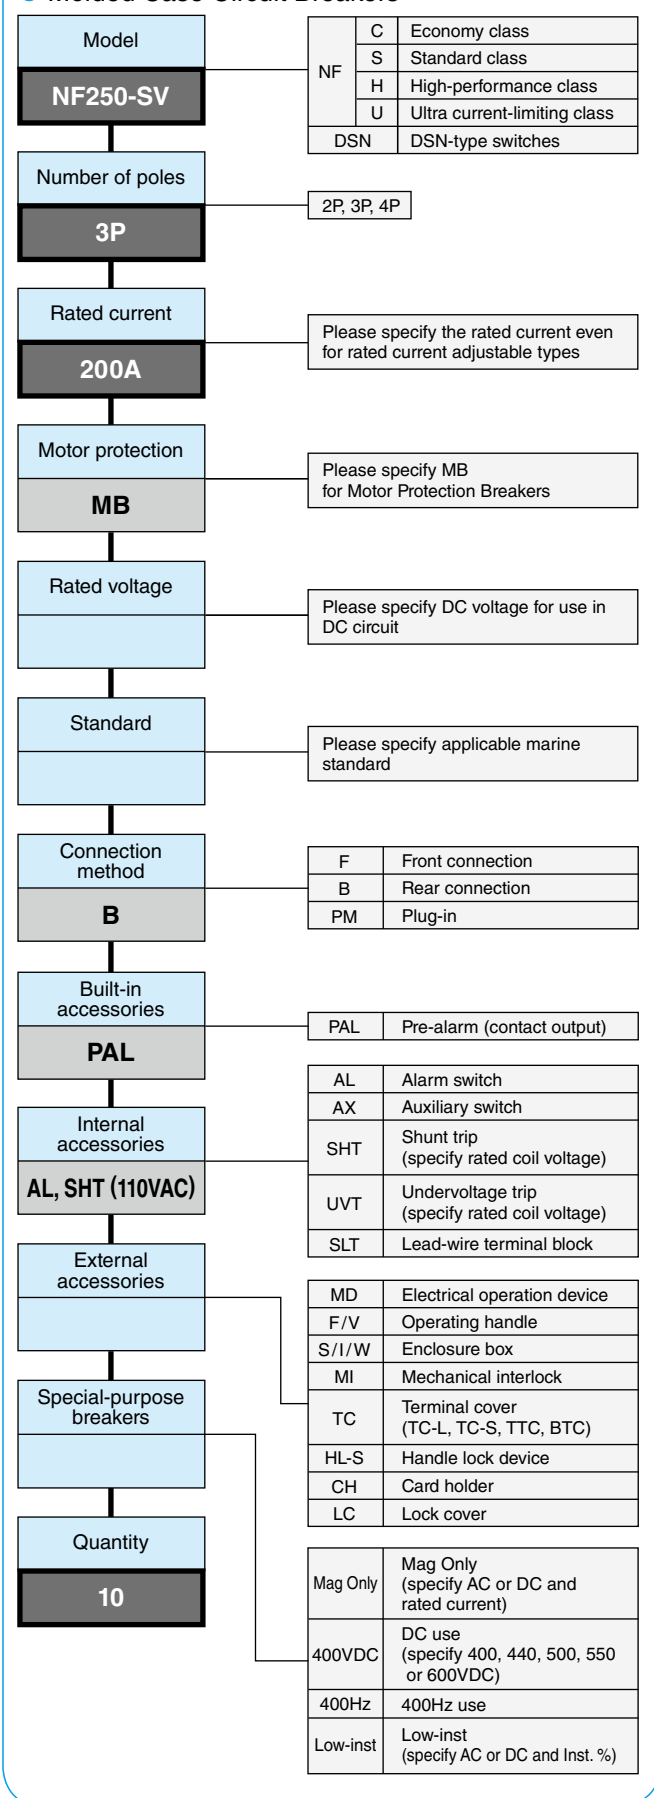 Molded Case Circuit Breakers
Model
NF250-SV
NF
C Economy class
S Standard class
H High-performance class
U Ultra current-limiting class
DSN DSN-type switches
Number of poles
3P
2P, 3P, 4P
Rated current
200A
Please specify the rated current even
for rated current adjustable types
Motor protection
MB
Please specify MB
for Motor Protection Breakers
Rated voltage
Please specify DC voltage for use in
DC circuit
Standard
Please specify applicable marine
standard
Connection
method
B
F Front connection
B Rear connection
PM Plug-in
Built-in
accessories
PAL
PAL Pre-alarm (contact output)
Internal
accessories
AL, SHT (110VAC)
AL Alarm switch
AX Auxiliary switch
SHT Shunt trip
(specify rated coil voltage)
UVT Undervoltage trip
(specify rated coil voltage)
SLT Lead-wire terminal block
External
accessories
MD Electrical operation device
F/V Operating handle
S/I/W Enclosure box
MI Mechanical interlock
TC Terminal cover
(TC-L, TC-S, TTC, BTC)
HL-S Handle lock device
CH Card holder
LC Lock cover
Special-purpose
breakers
Mag Only Mag Only
(specify AC or DC and
rated current)
400VDC DC use
(specify 400, 440, 500, 550
or 600VDC)
400Hz 400Hz use
Low-inst Low-inst
(specify AC or DC and Inst. %)
Quantity
10